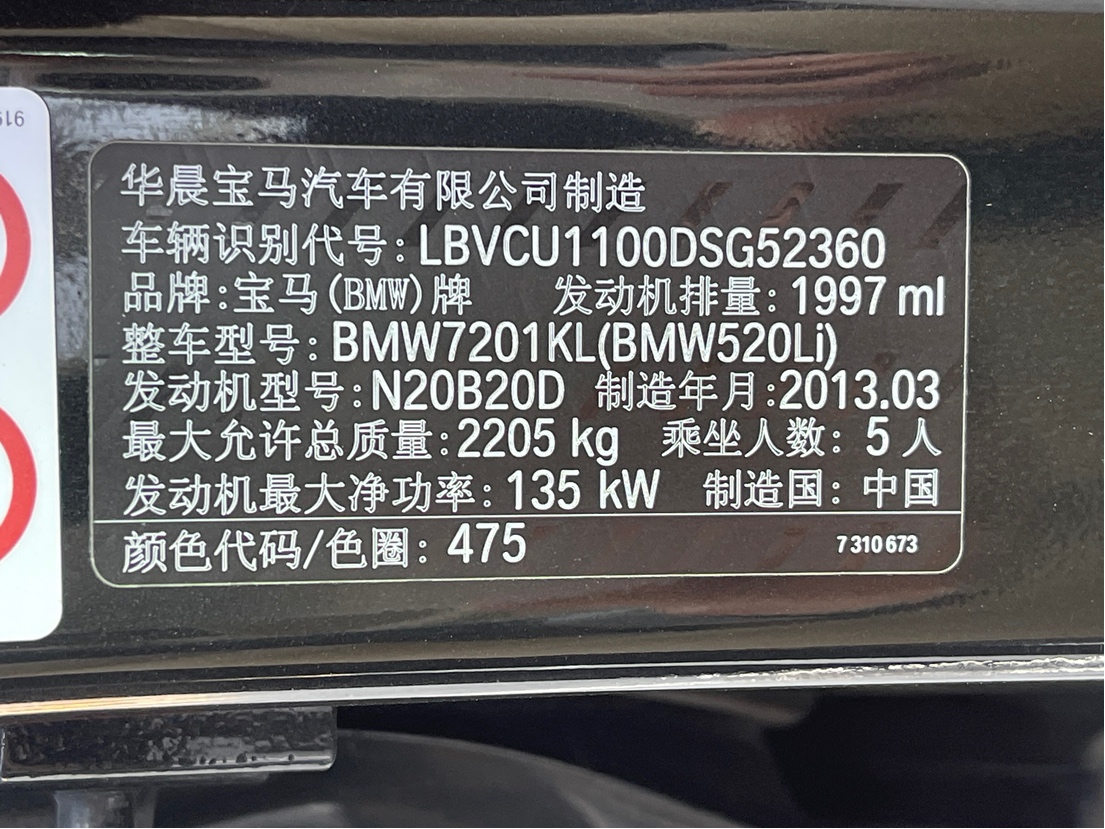 华晨宝马汽车有限公司制造
车辆识别代号:LBVCU1100DSG52360
品牌:宝马(BMW)牌 发动机排量: 1997 ml
整车型号:BMW7201KL(BMW520Li)
发动机型号:N20B20D 制造年月:2013.03
最大允许总质量:2205 kg 乘坐人数: 5 人
发动机最大净功率: 135 kW 制造国: 中国
颜色代码/色圈: 475 7 310 673